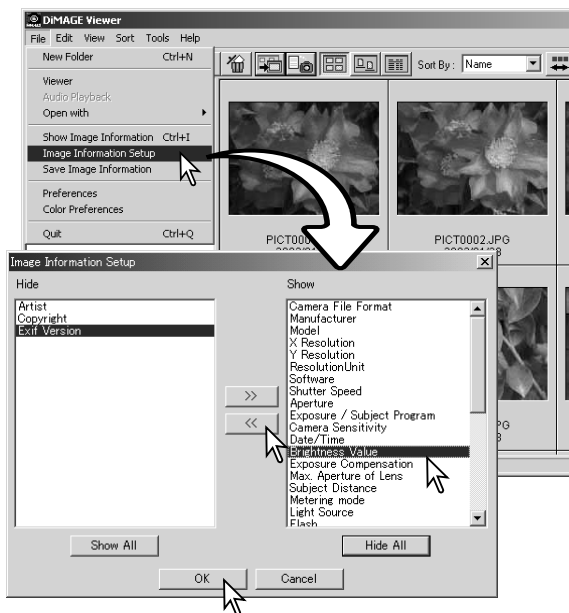 DiMAGE Viewer
File Edit View Sort Tools Help
New Folder Ctrl+N
Viewer
Audio Playback
Open with
Show Image Information Ctrl+I
Image Information Setup
Save Image Information
Preferences
Color Preferences
Quit Ctrl+Q
Sort By: Name
PICT0002.JPG
Image Information Setup
Hide
Artist
Copyright
Exif Version
>>
<<
Show All
Show
Camera File Format
Manufacturer
Model
X Resolution
Y Resolution
ResolutionUnit
Software
Shutter Speed
Aperture
Exposure / Subject Program
Camera Sensitivity
Date/Time
Brightness Value
Exposure Compensation
Max. Aperture of Lens
Subject Distance
Metering mode
Light Source
Flash
Hide All
OK Cancel